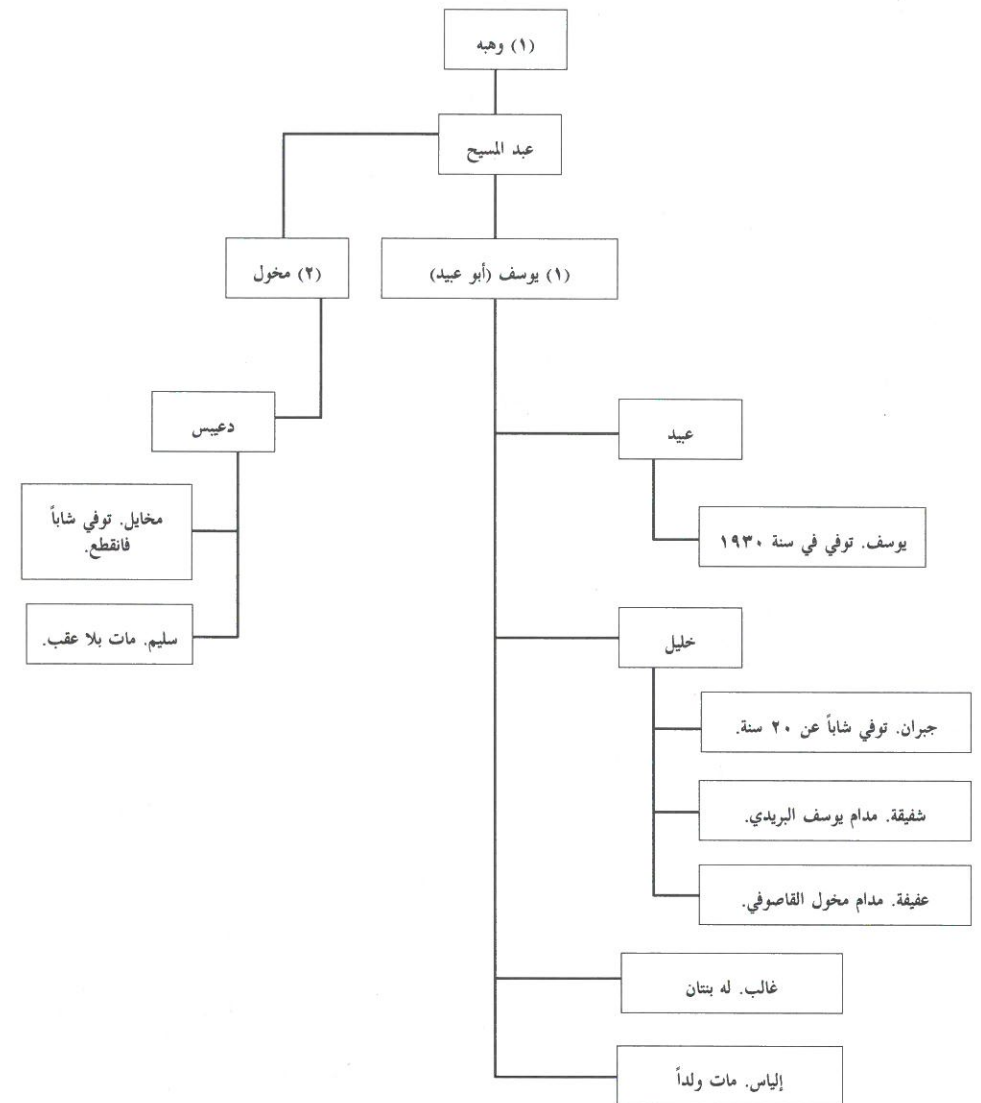 (١) وهبه
عبد المسيح
(١) يوسف (أبو عبيد)
(٢) مخول
عبيد
يوسف. توفي في سنة ١٩٣٠
خليل
جبران. توفي شاباً عن ٢٠ سنة.
شفيقة. مدام يوسف البريدي.
عفيفة. مدام مخول القاصوفي.
غالب. له بنتان
إلياس. مات ولداً
دعيبس
مخايل. توفي شاباً
فانقطع.
سليم. مات بلا عقب.